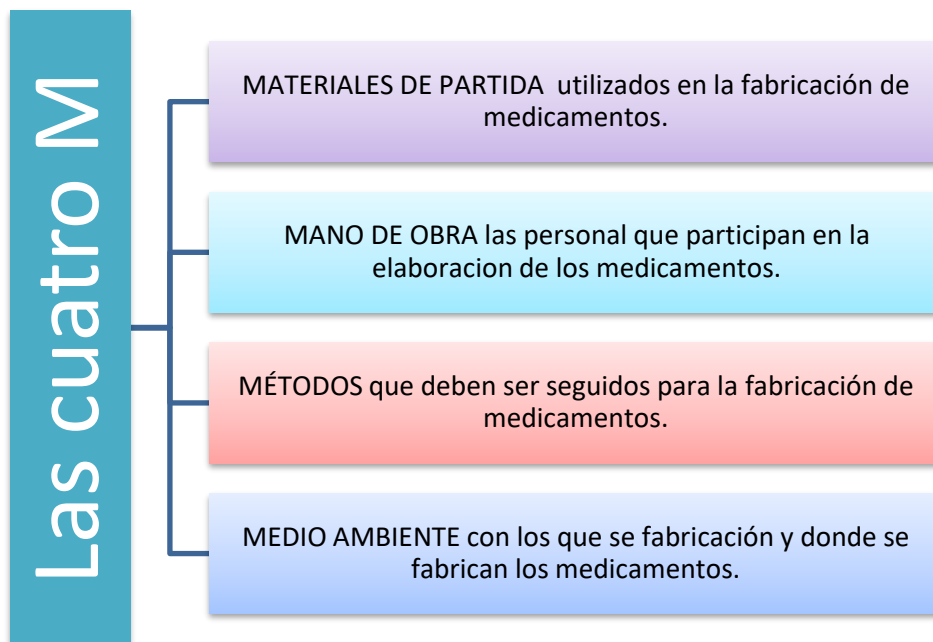 Las cuatro M
MATERIALES DE PARTIDA utilizados en la fabricación de
medicamentos.
MANO DE OBRA las personal que participan en la
elaboracion de los medicamentos.
MÉTODOS que deben ser seguidos para la fabricación de
medicamentos.
MEDIO AMBIENTE con los que se fabricación y donde se
fabrican los medicamentos.